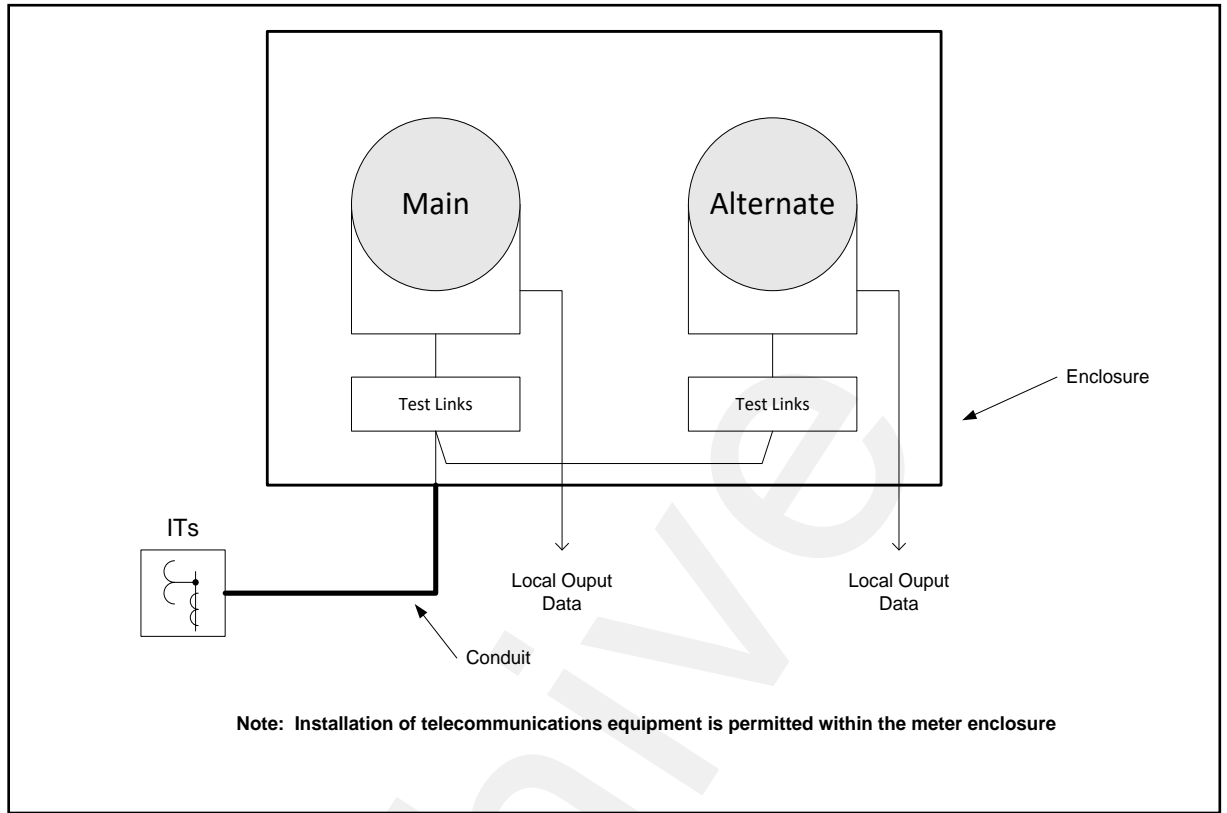 Main
Alternate
Test Links
Test Links
Enclosure
ITs
Local Ouput
Data
Local Ouput
Data
Conduit
Note: Installation of telecommunications equipment is permitted within the meter enclosure
hive